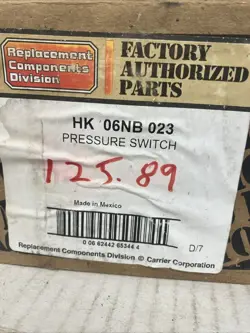 Replacement
Components
Division
FACTORY
AUTHORIZED
PARTS
HK 06NB 023
PRESSURE SWITCH
125.89
Made in Mexico
0 06 62442 65344 4
D/7
Replacement Components Division © Carrier Corporation